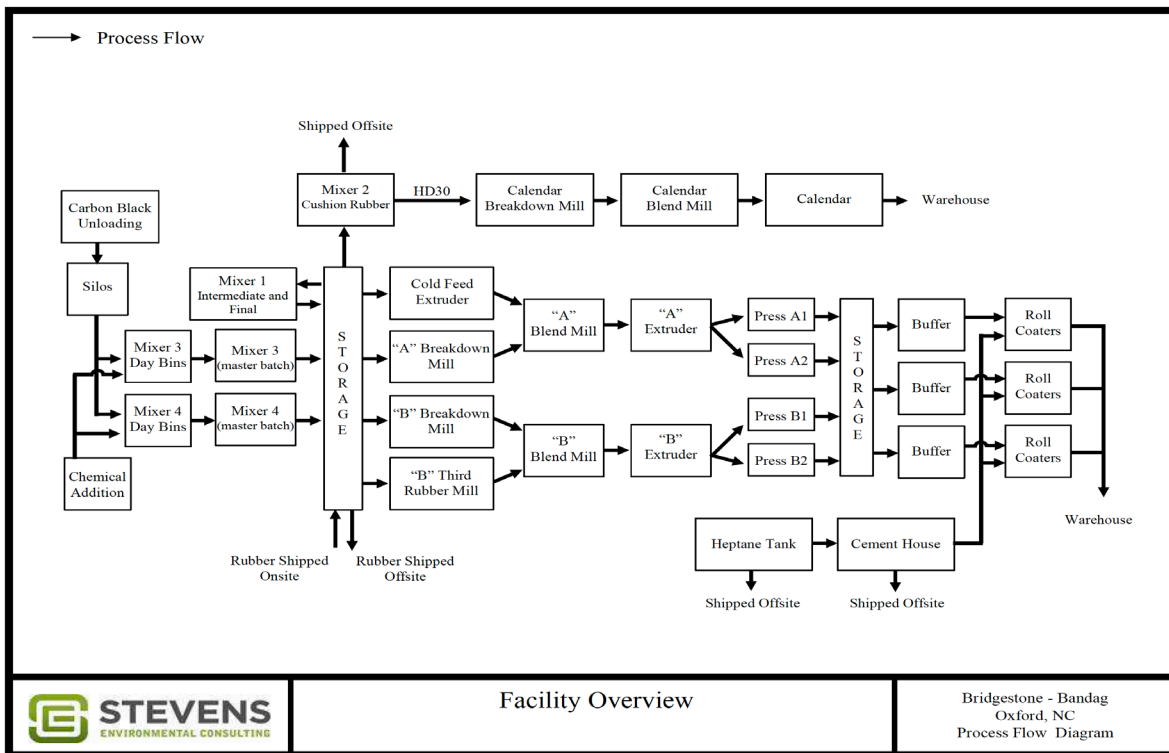 Process Flow
Shipped Offsite
Mixer 2
Cushion Rubber
HD30
Calendar
Breakdown Mill
Calendar
Blend Mill
Calendar
Warehouse
Carbon Black
Unloading
Silos
Mixer 1
Intermediate and
Final
Mixer 3
Day Bins
Mixer 3
(master batch)
Mixer 4
Day Bins
Mixer 4
(master batch)
Chemical
Addition
STORAGE
Rubber Shipped
Onsite
Rubber Shipped
Offsite
Cold Feed
Extruder
“A” Breakdown
Mill
“B” Breakdown
Mill
“B” Third
Rubber Mill
“A”
Blend Mill
“B”
Blend Mill
“A”
Extruder
“B”
Extruder
Press A1
Press A2
Press B1
Press B2
STORAGE
Buffer
Buffer
Buffer
Roll
Coaters
Roll
Coaters
Roll
Coaters
Warehouse
Heptane Tank
Cement House
Shipped Offsite
Shipped Offsite
STEVENS
ENVIRONMENTAL CONSULTING
Facility Overview
Bridgestone - Bandag
Oxford, NC
Process Flow Diagram